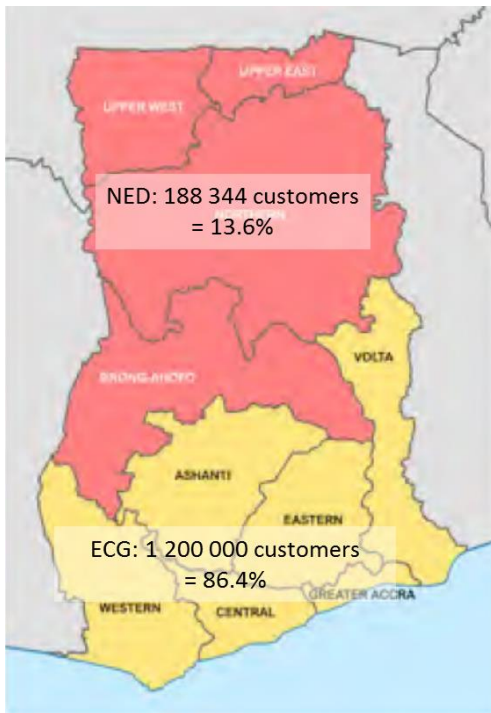 UPPER EAST
UPPER WEST
NED: 188 344 customers
NORTHERN
= 13.6%
VOLTA
BRONG-AHAFO
ASHANTI
EASTERN
ECG: 1 200 000 customers
= 86.4%
GREATER ACCRA
WESTERN
CENTRAL